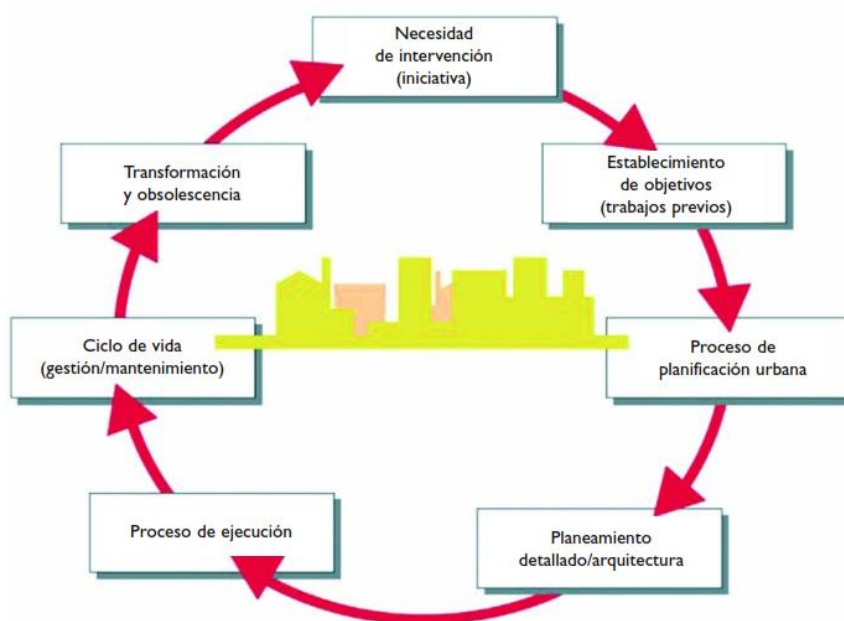 Necesidad
de intervención
(iniciativa)
Establecimiento
de objetivos
(trabajos previos)
Proceso de
planificación urbana
Planeamiento
detallado/arquitectura
Proceso de ejecución
Ciclo de vida
(gestión/mantenimiento)
Transformación
y obsolescencia